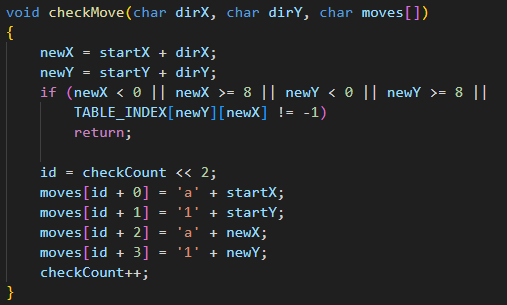 void checkMove(char dirX, char dirY, char moves[])
{
    newX = startX + dirX;
    newY = startY + dirY;
    if (newX < 0 || newX >= 8 || newY < 0 || newY >= 8 ||
        TABLE_INDEX[newY][newX] != -1)
        return;

    id = checkCount << 2;
    moves[id + 0] = 'a' + startX;
    moves[id + 1] = '1' + startY;
    moves[id + 2] = 'a' + newX;
    moves[id + 3] = '1' + newY;
    checkCount++;
}